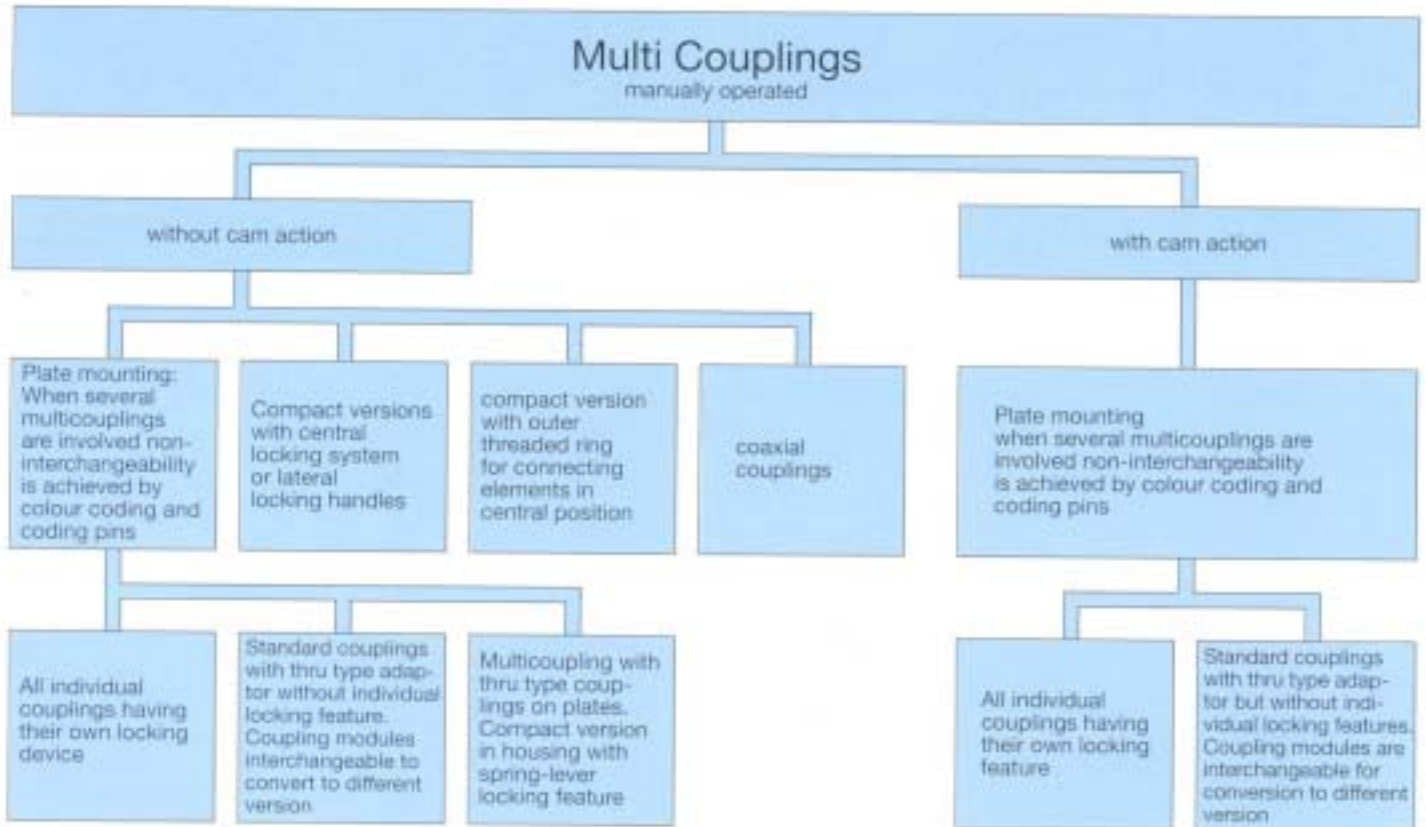 Multi Couplings
manually operated
without cam action
with cam action
Plate mounting:
When several
multicouplings
are involved non-
interchangeability
is achieved by
colour coding and
coding pins
Compact versions
with central
locking system
or lateral
locking handles
compact version
with outer
threaded ring
for connecting
elements in
central position
coaxial
couplings
Plate mounting
when several multicouplings are
involved non-interchangeability
is achieved by colour coding and
coding pins
All individual
couplings having
their own locking
device
Standard couplings
with thru type adap-
tor without individual
locking feature.
Coupling modules
interchangeable to
convert to different
version
Multicoupling with
thru type coup-
lings on plates.
Compact version
in housing with
spring-lever
locking feature
All individual
couplings having
their own locking
feature
Standard couplings
with thru type adap-
tor but without indi-
vidual locking features.
Coupling modules are
interchangeable for
conversion to different
version